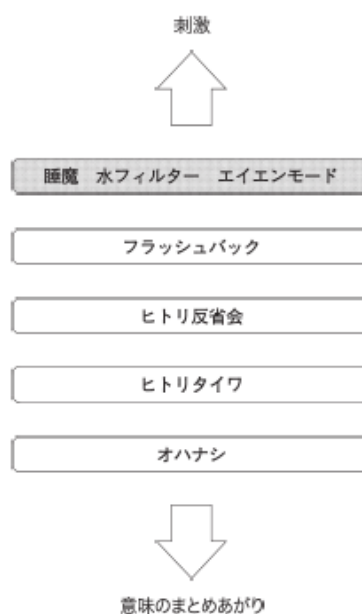 刺激
睡魔　水フィルター　エイエンモード
フラッシュバック
ヒトリ反省会
ヒトリタイワ
オハナシ
意味のまとめあがり